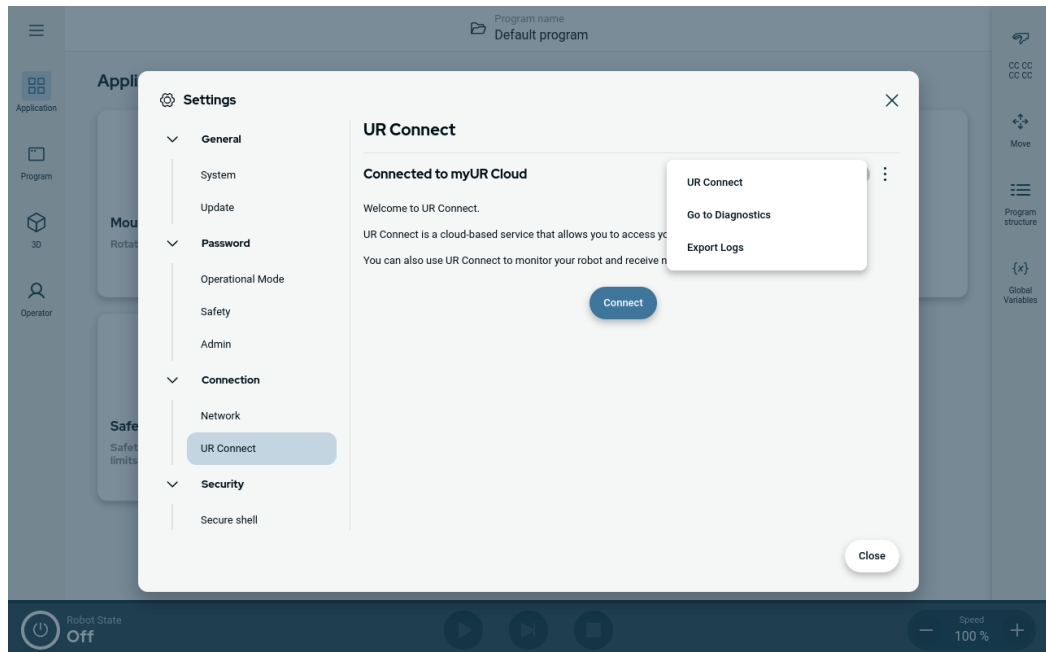 Program name
Default program
Application
Program
3D
Operator
Appli
Mou
Rotat
Safe
Safet
limits
Settings
General
System
Update
Password
Operational Mode
Safety
Admin
Connection
Network
UR Connect
Security
Secure shell
UR Connect
Connected to myUR Cloud
Welcome to UR Connect.
UR Connect is a cloud-based service that allows you to access yo
You can also use UR Connect to monitor your robot and receive n
Connect
UR Connect
Go to Diagnostics
Export Logs
Close
CC CC
CC CC
Move
Program
structure
{x}
Global
Variables
Robot State
Off
Speed
100 %